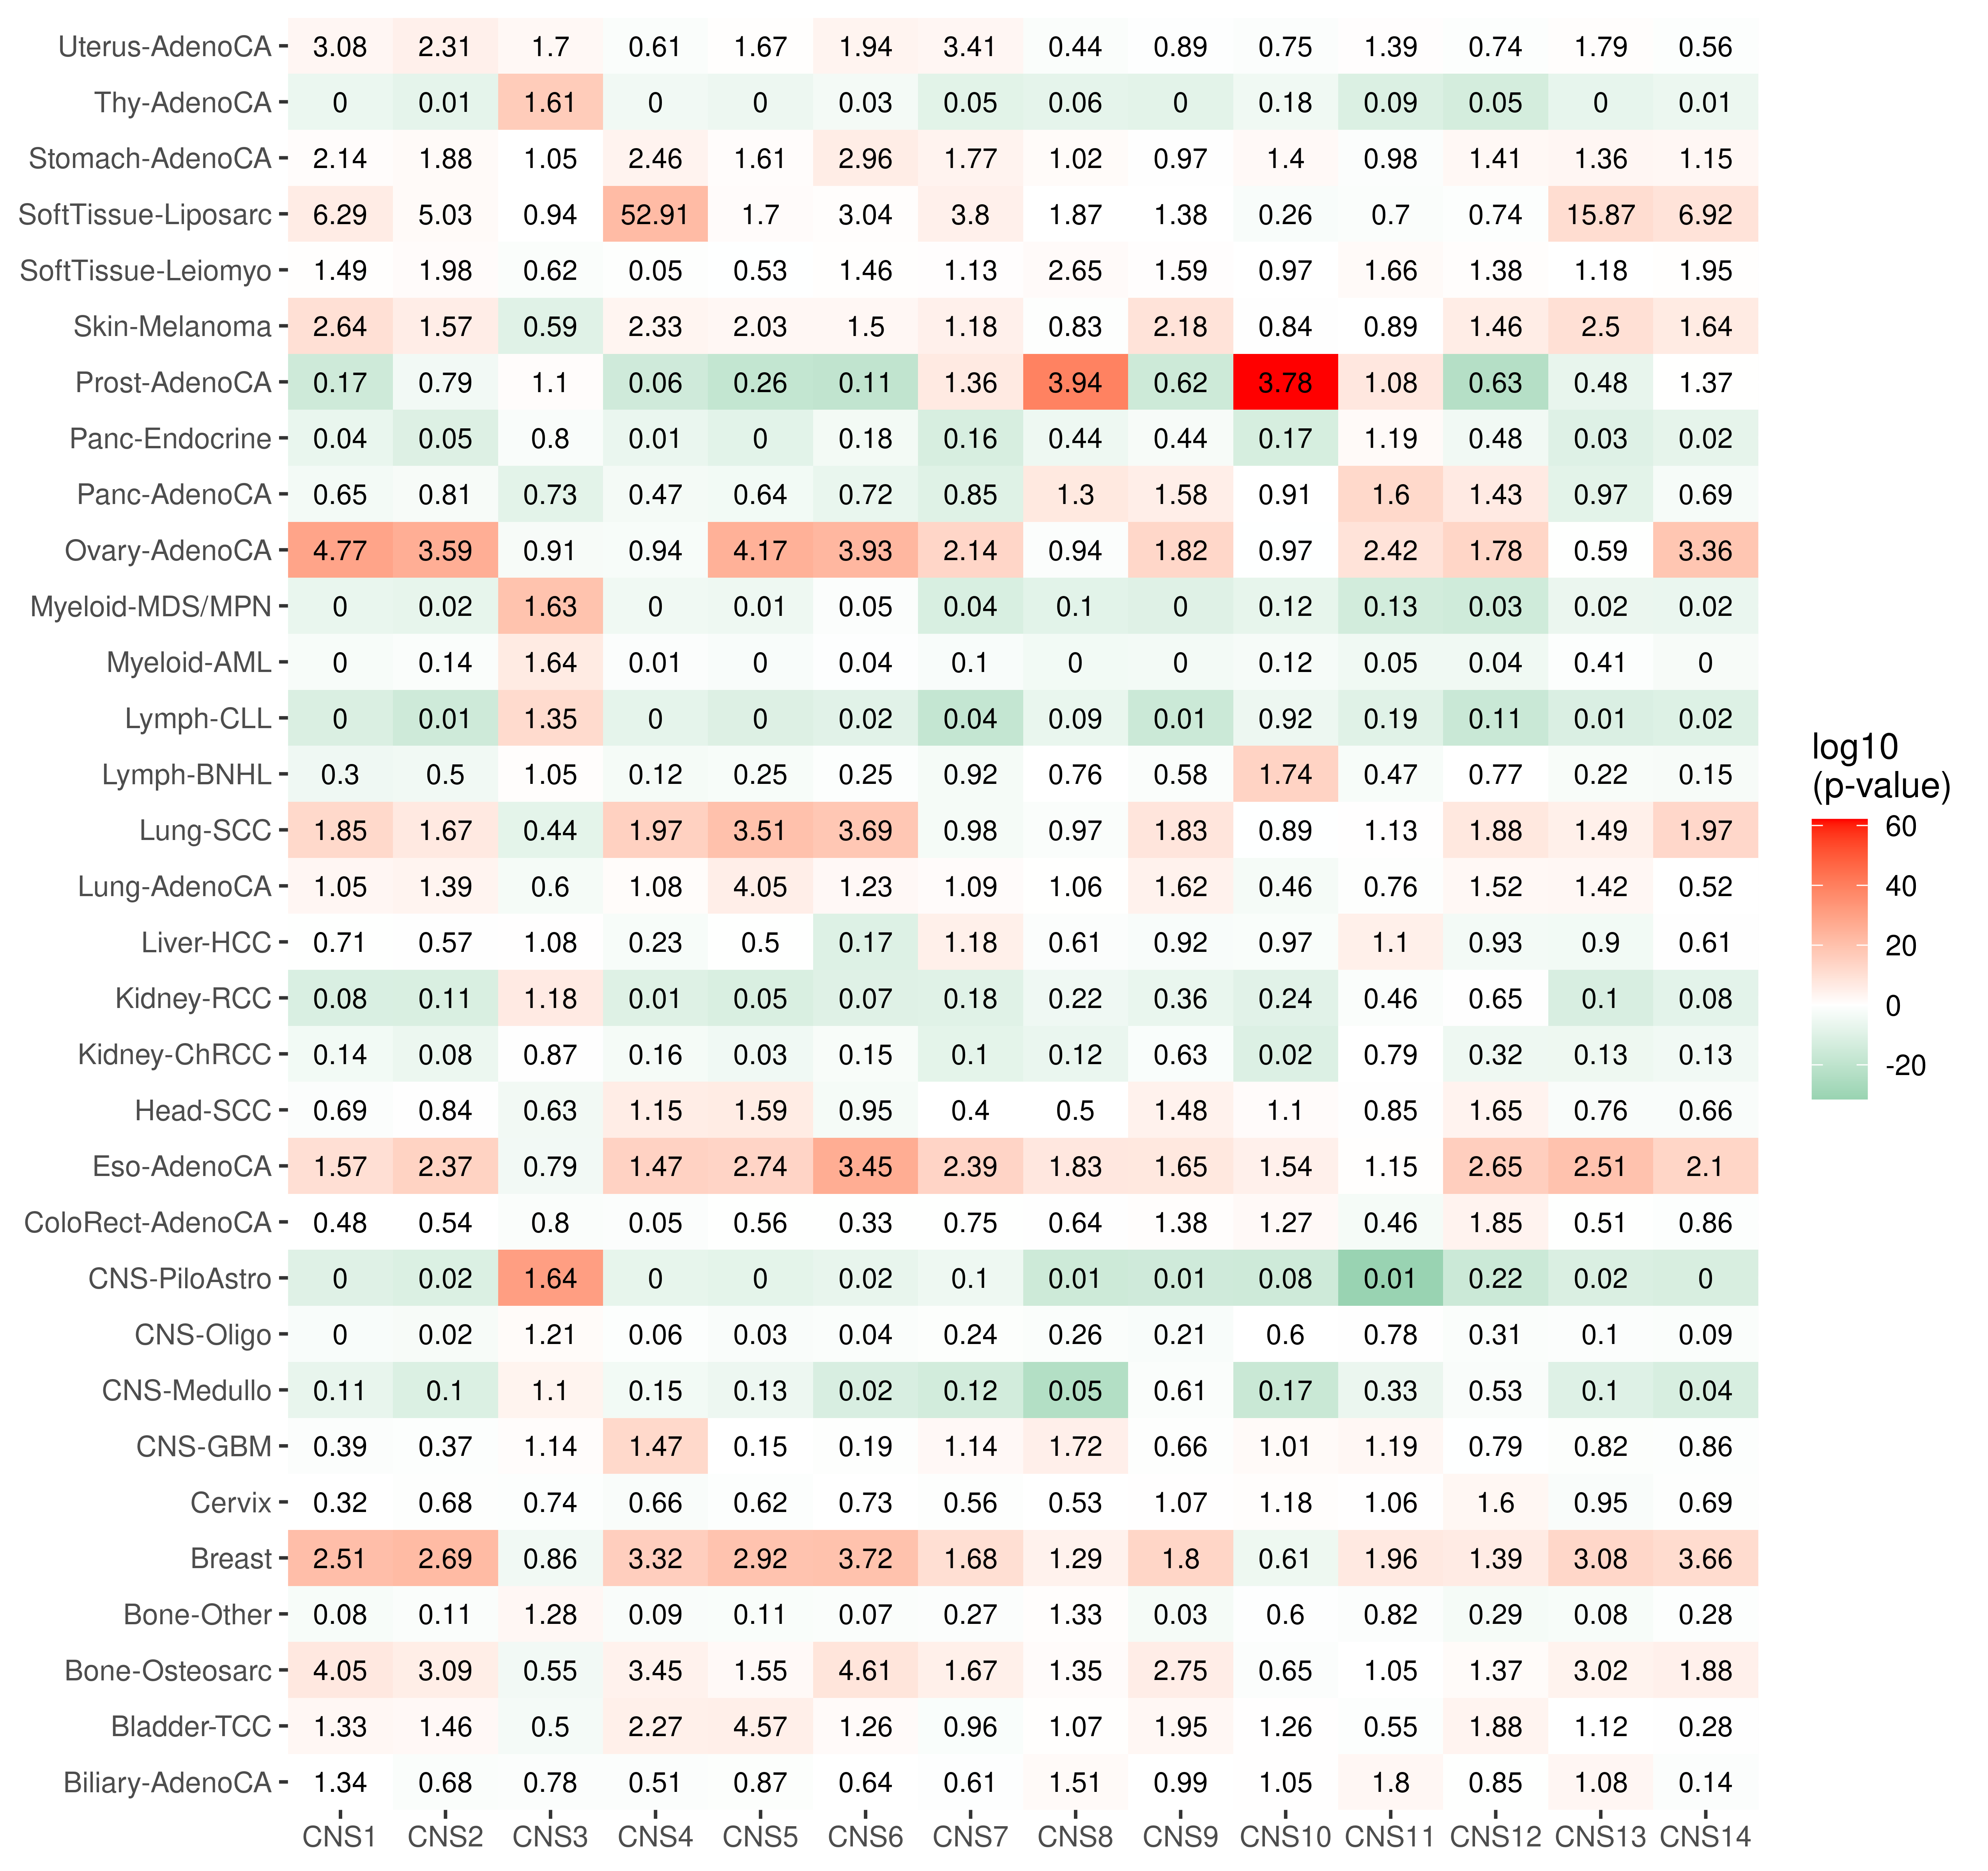 Uterus-AdenoCA 3.08 2.31 1.7 0.61 1.67 1.94 3.41 0.44 0.89 0.75 1.39 0.74 1.79 0.56
Thy-AdenoCA 0 0.01 1.61 0 0 0.03 0.05 0.06 0 0.18 0.09 0.05 0 0.01
Stomach-AdenoCA 2.14 1.88 1.05 2.46 1.61 2.96 1.77 1.02 0.97 1.4 0.98 1.41 1.36 1.15
SoftTissue-Liposarc 6.29 5.03 0.94 52.91 1.7 3.04 3.8 1.87 1.38 0.26 0.7 0.74 15.87 6.92
SoftTissue-Leiomyo 1.49 1.98 0.62 0.05 0.53 1.46 1.13 2.65 1.59 0.97 1.66 1.38 1.18 1.95
Skin-Melanoma 2.64 1.57 0.59 2.33 2.03 1.5 1.18 0.83 2.18 0.84 0.89 1.46 2.5 1.64
Prost-AdenoCA 0.17 0.79 1.1 0.06 0.26 0.11 1.36 3.94 0.62 3.78 1.08 0.63 0.48 1.37
Panc-Endocrine 0.04 0.05 0.8 0.01 0 0.18 0.16 0.44 0.44 0.17 1.19 0.48 0.03 0.02
Panc-AdenoCA 0.65 0.81 0.73 0.47 0.64 0.72 0.85 1.3 1.58 0.91 1.6 1.43 0.97 0.69
Ovary-AdenoCA 4.77 3.59 0.91 0.94 4.17 3.93 2.14 0.94 1.82 0.97 2.42 1.78 0.59 3.36
Myeloid-MDS/MPN 0 0.02 1.63 0 0.01 0.05 0.04 0.1 0 0.12 0.13 0.03 0.02 0.02
Myeloid-AML 0 0.14 1.64 0.01 0 0.04 0.1 0 0 0.12 0.05 0.04 0.41 0
Lymph-CLL 0 0.01 1.35 0 0 0.02 0.04 0.09 0.01 0.92 0.19 0.11 0.01 0.02
Lymph-BNHL 0.3 0.5 1.05 0.12 0.25 0.25 0.92 0.76 0.58 1.74 0.47 0.77 0.22 0.15
Lung-SCC 1.85 1.67 0.44 1.97 3.51 3.69 0.98 0.97 1.83 0.89 1.13 1.88 1.49 1.97
Lung-AdenoCA 1.05 1.39 0.6 1.08 4.05 1.23 1.09 1.06 1.62 0.46 0.76 1.52 1.42 0.52
Liver-HCC 0.71 0.57 1.08 0.23 0.5 0.17 1.18 0.61 0.92 0.97 1.1 0.93 0.9 0.61
Kidney-RCC 0.08 0.11 1.18 0.01 0.05 0.07 0.18 0.22 0.36 0.24 0.46 0.65 0.1 0.08
Kidney-ChRCC 0.14 0.08 0.87 0.16 0.03 0.15 0.1 0.12 0.63 0.02 0.79 0.32 0.13 0.13
Head-SCC 0.69 0.84 0.63 1.15 1.59 0.95 0.4 0.5 1.48 1.1 0.85 1.65 0.76 0.66
Eso-AdenoCA 1.57 2.37 0.79 1.47 2.74 3.45 2.39 1.83 1.65 1.54 1.15 2.65 2.51 2.1
ColoRect-AdenoCA 0.48 0.54 0.8 0.05 0.56 0.33 0.75 0.64 1.38 1.27 0.46 1.85 0.51 0.86
CNS-PiloAstro 0 0.02 1.64 0 0 0.02 0.1 0.01 0.01 0.08 0.01 0.22 0.02 0
CNS-Oligo 0 0.02 1.21 0.06 0.03 0.04 0.24 0.26 0.21 0.6 0.78 0.31 0.1 0.09
CNS-Medullo 0.11 0.1 1.1 0.15 0.13 0.02 0.12 0.05 0.61 0.17 0.33 0.53 0.1 0.04
CNS-GBM 0.39 0.37 1.14 1.47 0.15 0.19 1.14 1.72 0.66 1.01 1.19 0.79 0.82 0.86
Cervix 0.32 0.68 0.74 0.66 0.62 0.73 0.56 0.53 1.07 1.18 1.06 1.6 0.95 0.69
Breast 2.51 2.69 0.86 3.32 2.92 3.72 1.68 1.29 1.8 0.61 1.96 1.39 3.08 3.66
Bone-Other 0.08 0.11 1.28 0.09 0.11 0.07 0.27 1.33 0.03 0.6 0.82 0.29 0.08 0.28
Bone-Osteosarc 4.05 3.09 0.55 3.45 1.55 4.61 1.67 1.35 2.75 0.65 1.05 1.37 3.02 1.88
Bladder-TCC 1.33 1.46 0.5 2.27 4.57 1.26 0.96 1.07 1.95 1.26 0.55 1.88 1.12 0.28
Biliary-AdenoCA 1.34 0.68 0.78 0.51 0.87 0.64 0.61 1.51 0.99 1.05 1.8 0.85 1.08 0.14
CNS1 CNS2 CNS3 CNS4 CNS5 CNS6 CNS7 CNS8 CNS9 CNS10 CNS11 CNS12 CNS13 CNS14
log10
(p-value)
60
40
20
0
-20